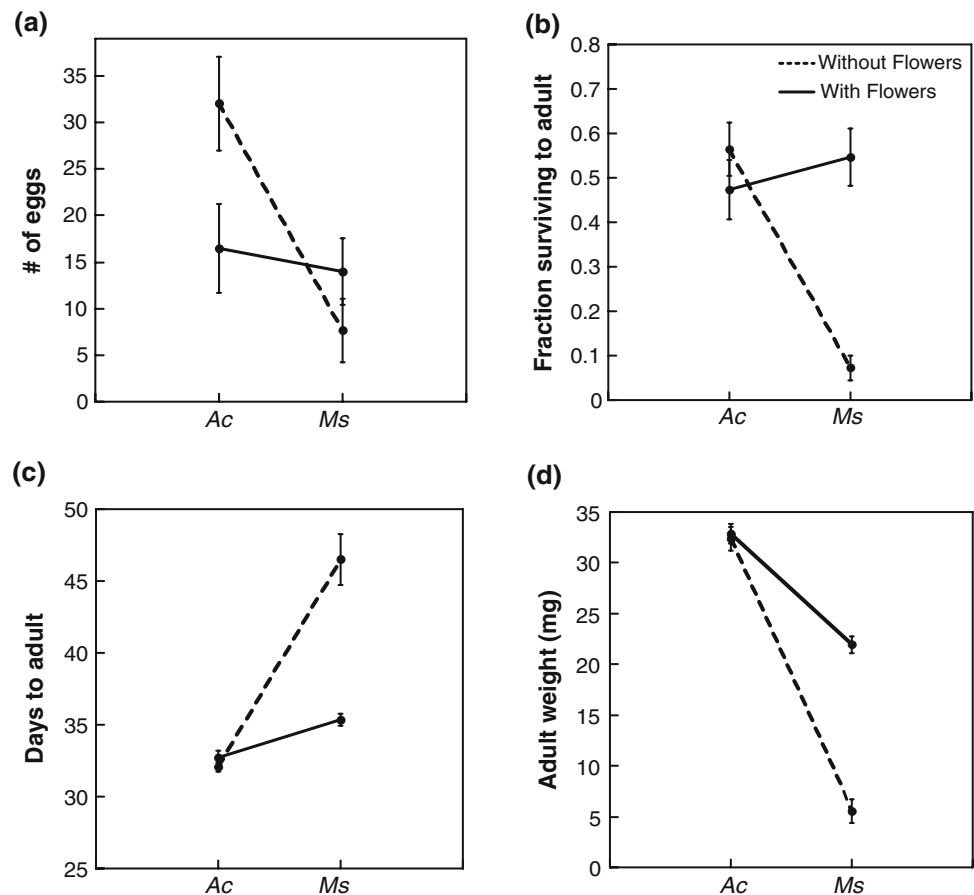 (a)
# of eggs
35
30
25
20
15
10
5
0
Ac Ms
(b)
Fraction surviving to adult
0.8
0.7
0.6
0.5
0.4
0.3
0.2
0.1
0
Without Flowers
With Flowers
Ac Ms
(c)
Days to adult
50
45
40
35
30
25
Ac Ms
(d)
Adult weight (mg)
35
30
25
20
15
10
5
0
Ac Ms